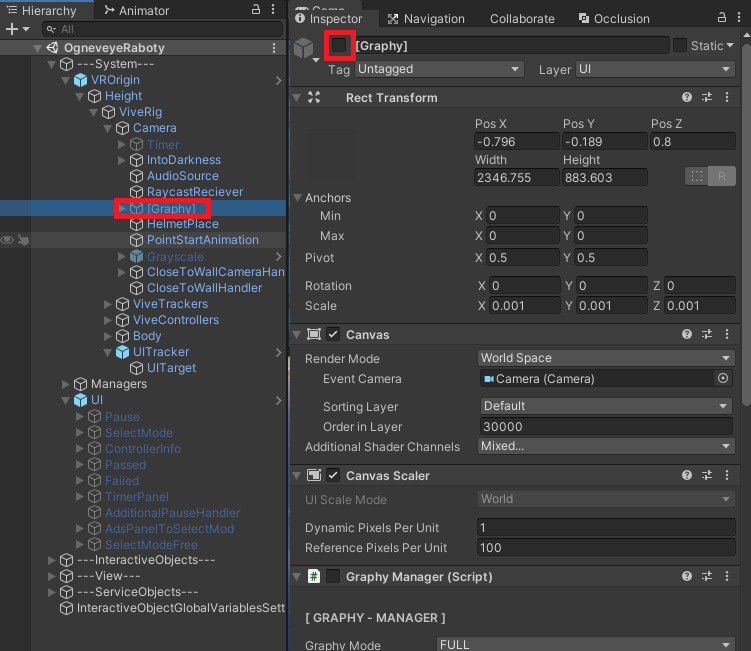 Hierarchy
Animator
All
OgneveyeRaboty
---System---
VROrigin
Height
ViveRig
Camera
Timer
IntoDarkness
AudioSource
RaycastReciever
[Graphy]
HelmetPlace
PointStartAnimation
Grayscale
CloseToWallCameraHan
CloseToWallHandler
ViveTrackers
ViveControllers
Body
UITracker
UITarget
Managers
UI
Pause
SelectMode
ControllerInfo
Passed
Failed
TimerPanel
AdditionalPauseHandler
AdsPanelToSelectMod
SelectModeFree
---InteractiveObjects---
---View---
---ServiceObjects---
InteractiveObjectGlobalVariablesSett
Inspector
Navigation
Collaborate
Occlusion
[Graphy]
Static
Tag Untagged
Layer UI
Rect Transform
Pos X Pos Y Pos Z
-0.796 -0.189 0.8
Width Height
2346.755 883.603
R
Anchors
Min X 0 Y 0
Max X 0 Y 0
Pivot X 0.5 Y 0.5
Rotation X 0 Y 0 Z 0
Scale X 0.001 Y 0.001 Z 0.001
Canvas
Render Mode World Space
Event Camera Camera (Camera)
Sorting Layer Default
Order in Layer 30000
Additional Shader Channels Mixed...
Canvas Scaler
UI Scale Mode World
Dynamic Pixels Per Unit 1
Reference Pixels Per Unit 100
# Graphy Manager (Script)
[ GRAPHY - MANAGER ]
Graphy Mode FULL